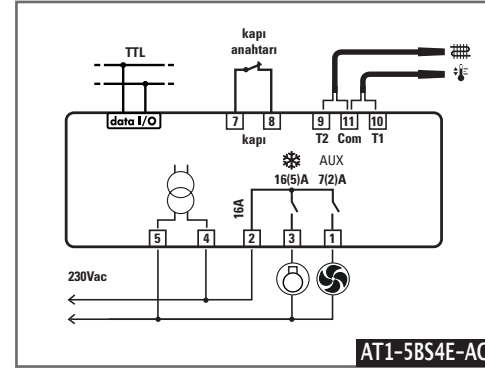 kapı
anahtarı
TTL
data I/O
7 8 9 11 10
kapı T2 Com T1
AUX
16(5)A 7(2)A
16A
5 4 2 3 1
230Vac
AT1-5BS4E-AG